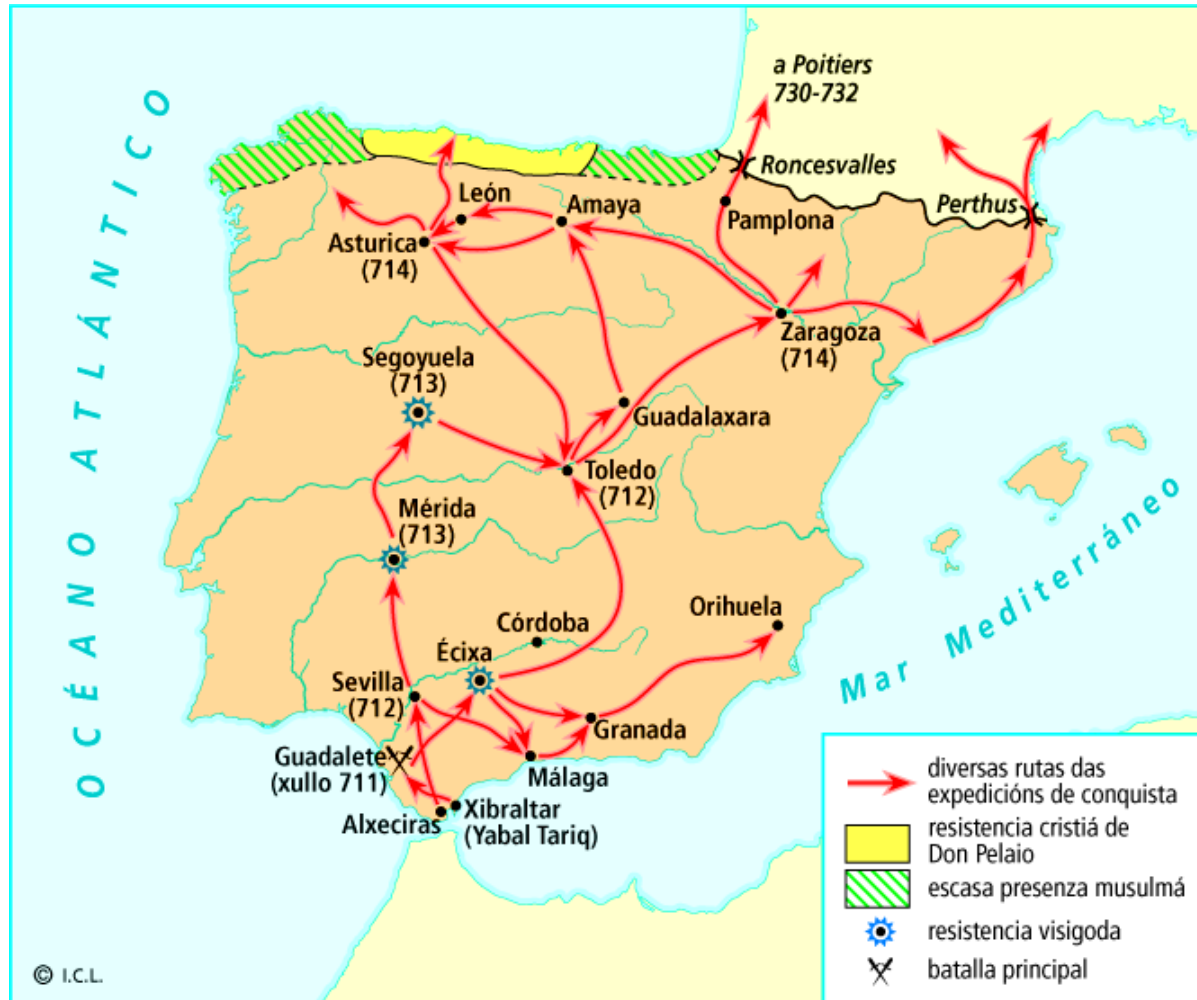 a Poitiers
730-732
OCÉANO ATLÁNTICO
Roncesvalles
León
Amaya
Pamplona
Perthus
Asturica
(714)
Zaragoza
(714)
Segoyuela
(713)
Guadalaxara
Toledo
(712)
Mérida
(713)
Mar Mediterráneo
Orihuela
Córdoba
Écixa
Sevilla
(712)
Granada
Guadalete
(xullo 711)
Málaga
Xibraltar
(Yabal Tariq)
Alxeciras
diversas rutas das
expedicións de conquista
resistencia cristiá de
Don Pelaio
escasa presenza musulmá
resistencia visigoda
batalla principal
© I.C.L.